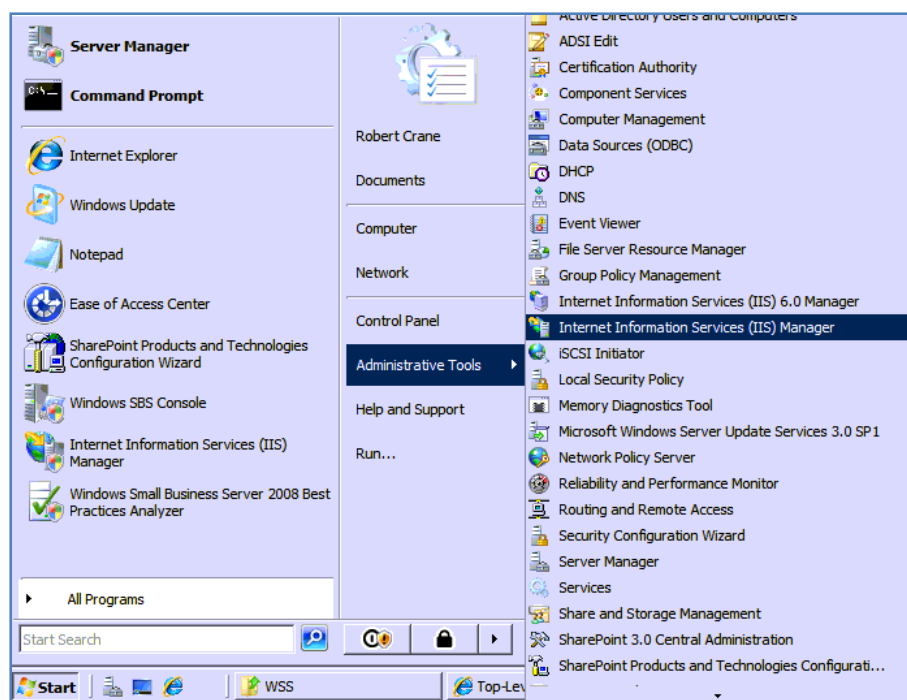 Server Manager
Command Prompt
Internet Explorer
Windows Update
Notepad
Ease of Access Center
SharePoint Products and Technologies
Configuration Wizard
Windows SBS Console
Internet Information Services (IIS)
Manager
Windows Small Business Server 2008 Best
Practices Analyzer
All Programs
Start Search
Robert Crane
Documents
Computer
Network
Control Panel
Administrative Tools
Help and Support
Run...
Active Directory Users and Computers
ADSI Edit
Certification Authority
Component Services
Computer Management
Data Sources (ODBC)
DHCP
DNS
Event Viewer
File Server Resource Manager
Group Policy Management
Internet Information Services (IIS) 6.0 Manager
Internet Information Services (IIS) Manager
iSCSI Initiator
Local Security Policy
Memory Diagnostics Tool
Microsoft Windows Server Update Services 3.0 SP1
Network Policy Server
Reliability and Performance Monitor
Routing and Remote Access
Security Configuration Wizard
Server Manager
Services
Share and Storage Management
SharePoint 3.0 Central Administration
SharePoint Products and Technologies Configurati...
Start
WSS
Top-Lev